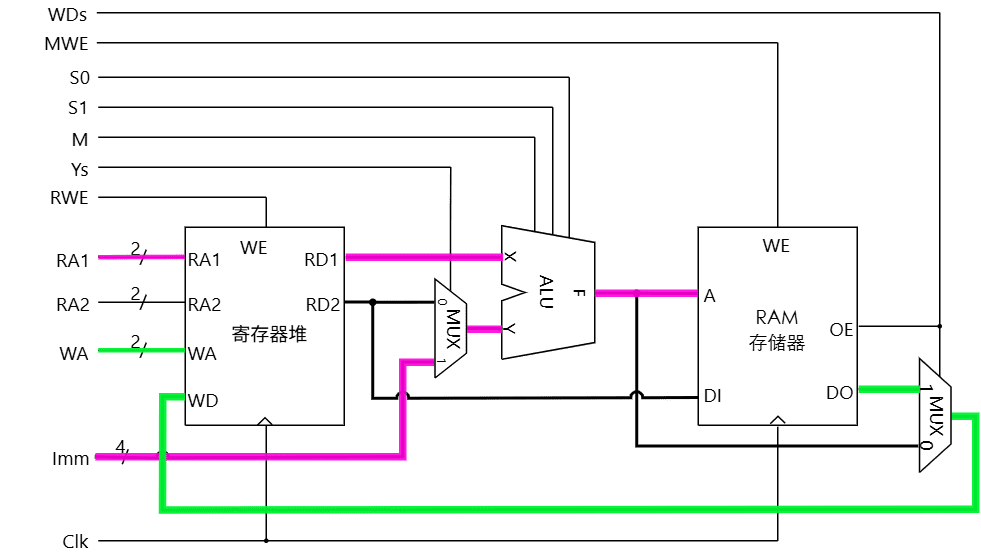 WDs
MWE
S0
S1
M
Ys
RWE
RA1
2
RA2
2
WA
2
Imm
4
Clk
WE
RA1
RD1
RA2
RD2
寄存器堆
WA
WD
0
MUX
1
X
ALU
F
Y
WE
A
RAM
存储器
OE
DO
DI
1
MUX
0